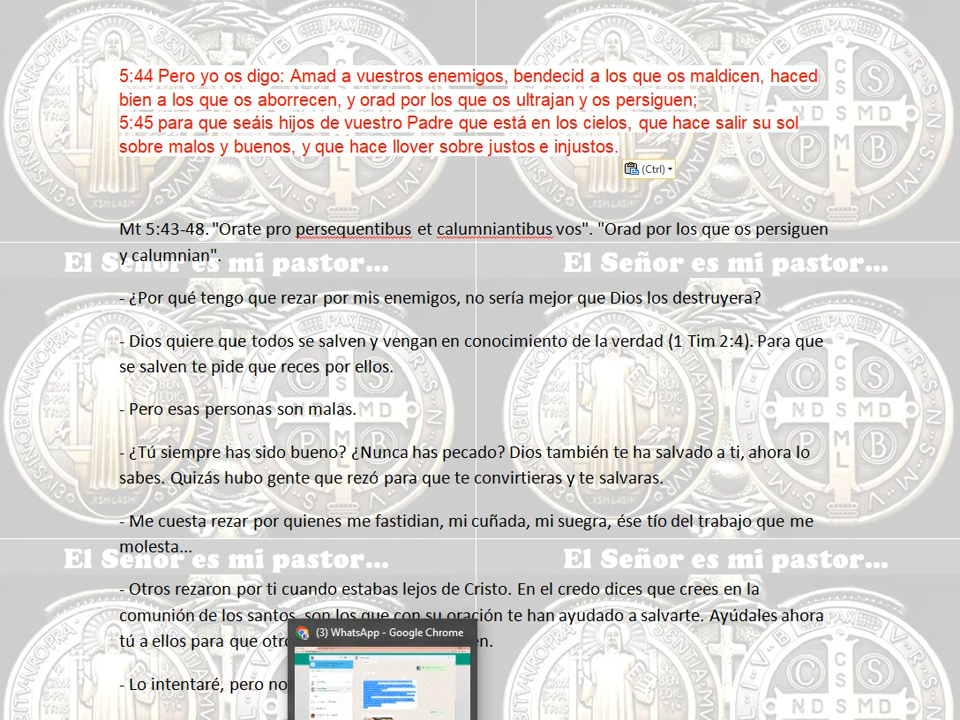 5:44 Pero yo os digo: Amad a vuestros enemigos, bendecid a los que os maldicen, haced
bien a los que os aborrecen, y orad por los que os ultrajan y os persiguen;
5:45 para que seáis hijos de vuestro Padre que está en los cielos, que hace salir su sol
sobre malos y buenos, y que hace llover sobre justos e injustos.
(Ctrl)
Mt 5:43-48. "Orate pro persequentibus et calumniantibus vos". "Orad por los que os persiguen
y calumnian".
El Señor es mi pastor... El Señor es mi pastor...
- ¿Por qué tengo que rezar por mis enemigos, no sería mejor que Dios los destruyera?
- Dios quiere que todos se salven y vengan en conocimiento de la verdad (1 Tim 2:4). Para que
se salven te pide que reces por ellos.
- Pero esas personas son malas.
- ¿Tú siempre has sido bueno? ¿Nunca has pecado? Dios también te ha salvado a ti, ahora lo
sabes. Quizás hubo gente que rezó para que te convirtieras y te salvaras.
- Me cuesta rezar por quienes me fastidian, mi cuñada, mi suegra, ése tío del trabajo que me
molesta...
El Señor es mi pastor... El Señor es mi pastor...
- Otros rezaron por ti cuando estabas lejos de Cristo. En el credo dices que crees en la
comunión de los santos, son los que con su oración te han ayudado a salvarte. Ayúdales ahora
tú a ellos para que
(3) WhatsApp - Google Chrome
- Lo intentaré, pero no